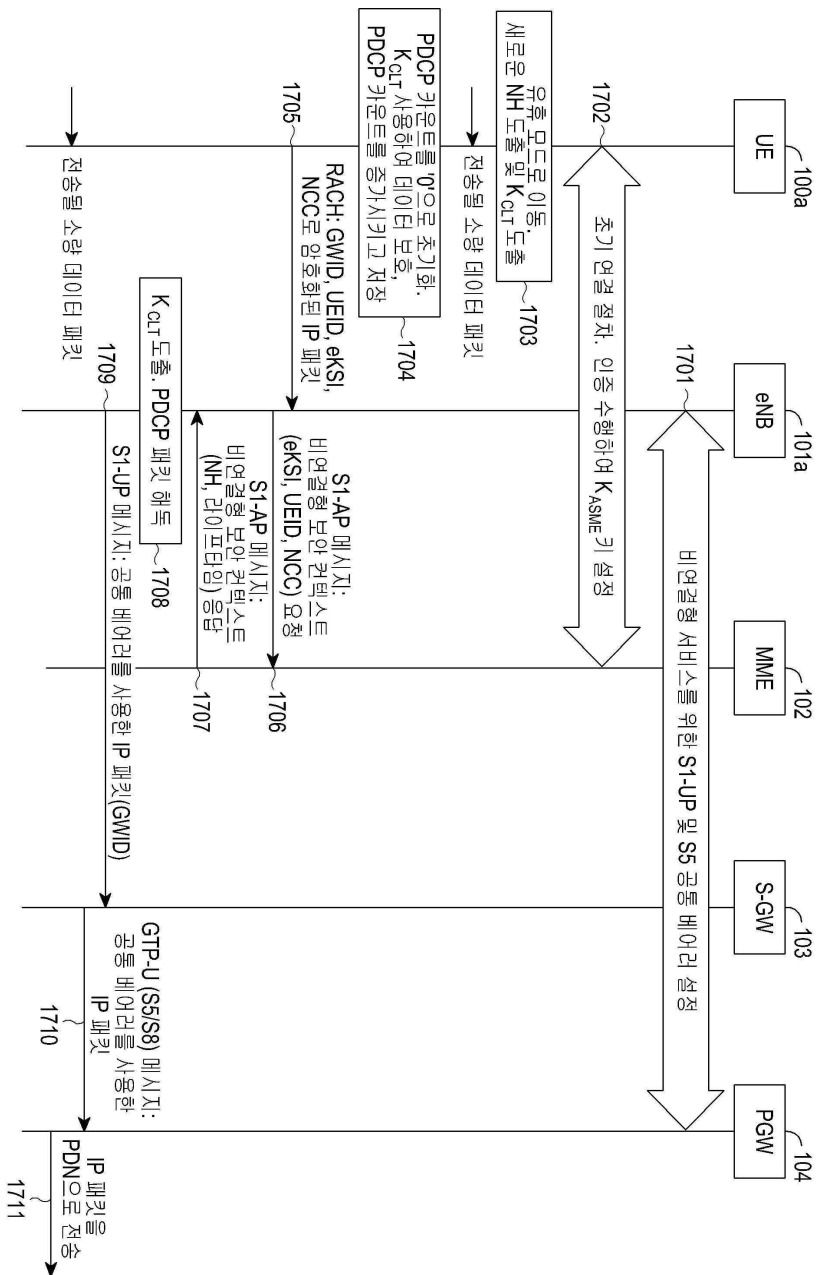 UE
100a
eNB
101a
MME
102
S-GW
103
PGW
104
1701
비연결형 서비스를 위한 S1-UP 및 S5 공통 베어러 설정
1702
초기 연결 절차. 인증 수행하여 K_ASME 키 설정
유휴 모드로 이동.
새로운 NH 도출 및 K_CLT 도출
1703
전송될 소량 데이터 패킷
PDCP 카운트를 '0'으로 초기화.
K_CLT 사용하여 데이터 보호,
PDCP 카운트를 증가시키고 저장
1704
1705
RACH: GWID, UEID, eKSI,
NCC로 암호화된 IP 패킷
S1-AP 메시지:
비연결형 보안 컨텍스트
(eKSI, UEID, NCC) 요청
1706
S1-AP 메시지:
비연결형 보안 컨텍스트
(NH, 라이프타임) 응답
1707
K_CLT 도출. PDCP 패킷 해독
1708
1709
S1-UP 메시지: 공통 베어러를 사용한 IP 패킷(GWID)
GTP-U (S5/S8) 메시지:
공통 베어러를 사용한
IP 패킷
1710
전송될 소량 데이터 패킷
IP 패킷을
PDN으로 전송
1711